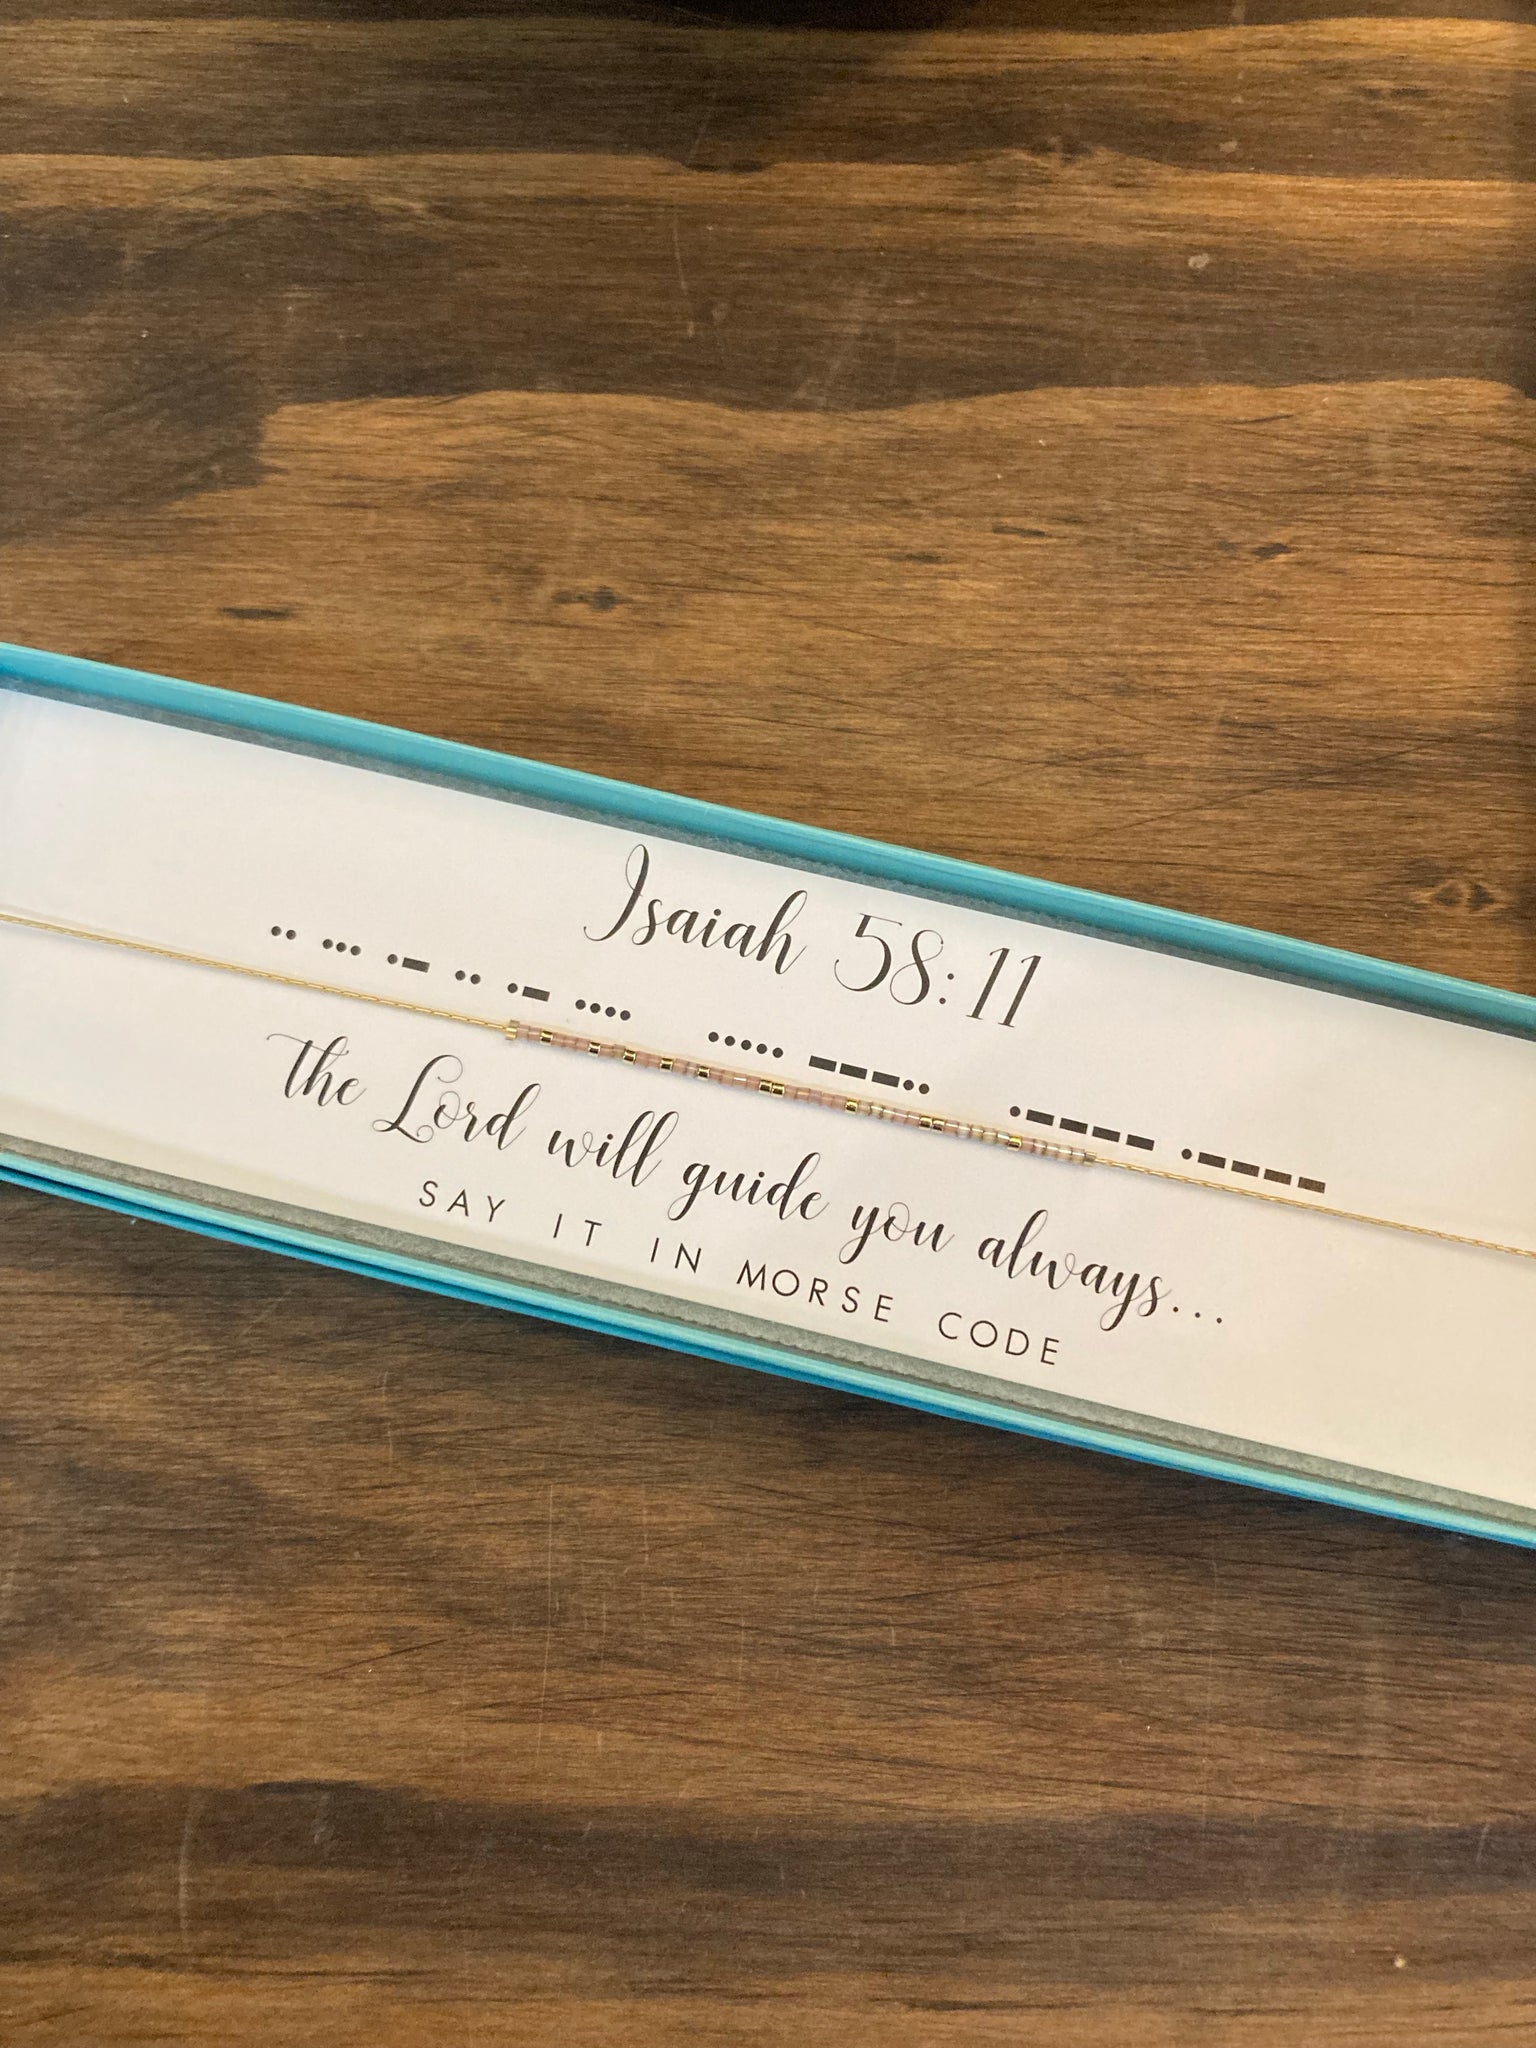 Isaiah 58:11
•• ••• •– •• •– •••• ••••• –––•• •–––– •––––
the Lord will guide you always...
SAY IT IN MORSE CODE